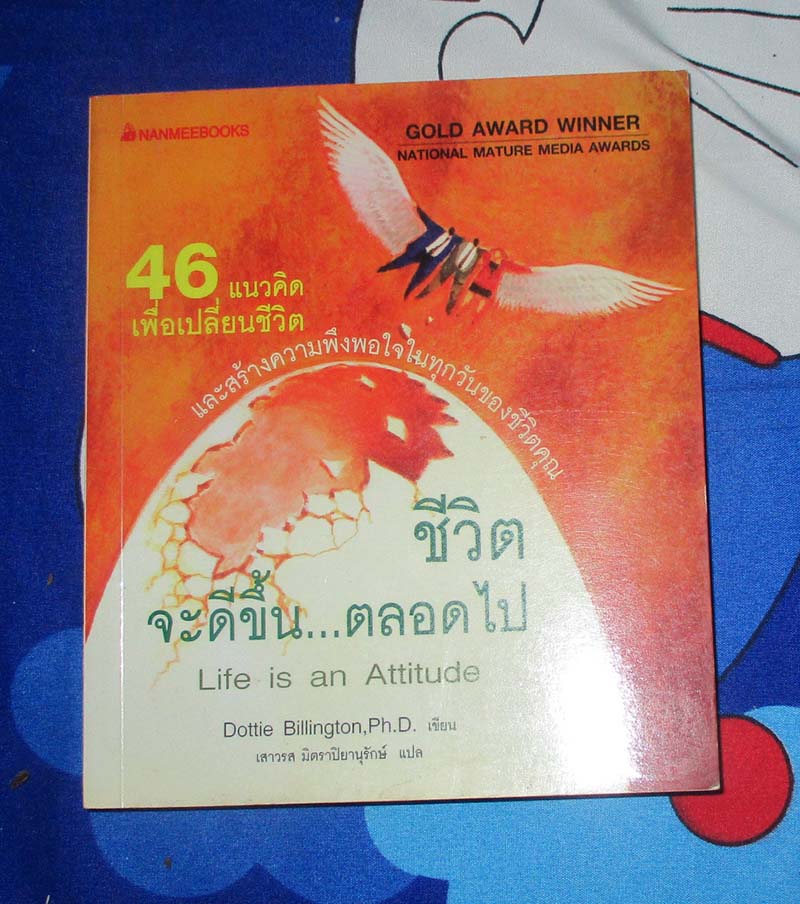 NANMEEBOOKS
GOLD AWARD WINNER
NATIONAL MATURE MEDIA AWARDS
46 แนวคิด
เพื่อเปลี่ยนชีวิต
และสร้างความพึงพอใจในทุกวันของชีวิตคุณ
ชีวิต
จะดีขึ้น...ตลอดไป
Life is an Attitude
Dottie Billington,Ph.D. เขียน
เสาวรส มิตราปิยานุรักษ์ แปล